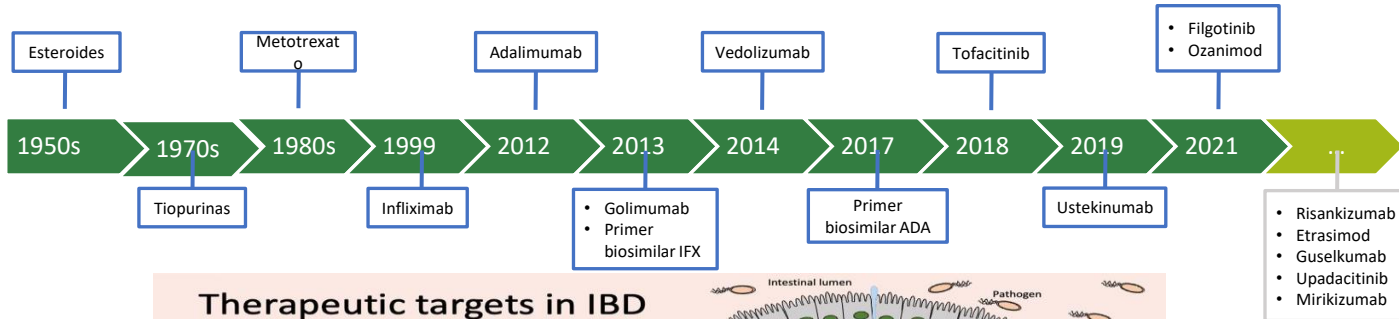 Esteroides
Metotrexat
o
Adalimumab
Vedolizumab
Tofacitinib
• Filgotinib
• Ozanimod
1950s
1970s
1980s
1999
2012
2013
2014
2017
2018
2019
2021
...
Tiopurinas
Infliximab
• Golimumab
• Primer
biosimilar IFX
Primer
biosimilar ADA
Ustekinumab
• Risankizumab
• Etrasimod
• Guselkumab
• Upadacitinib
• Mirikizumab
Therapeutic targets in IBD
Intestinal lumen
Pathogen